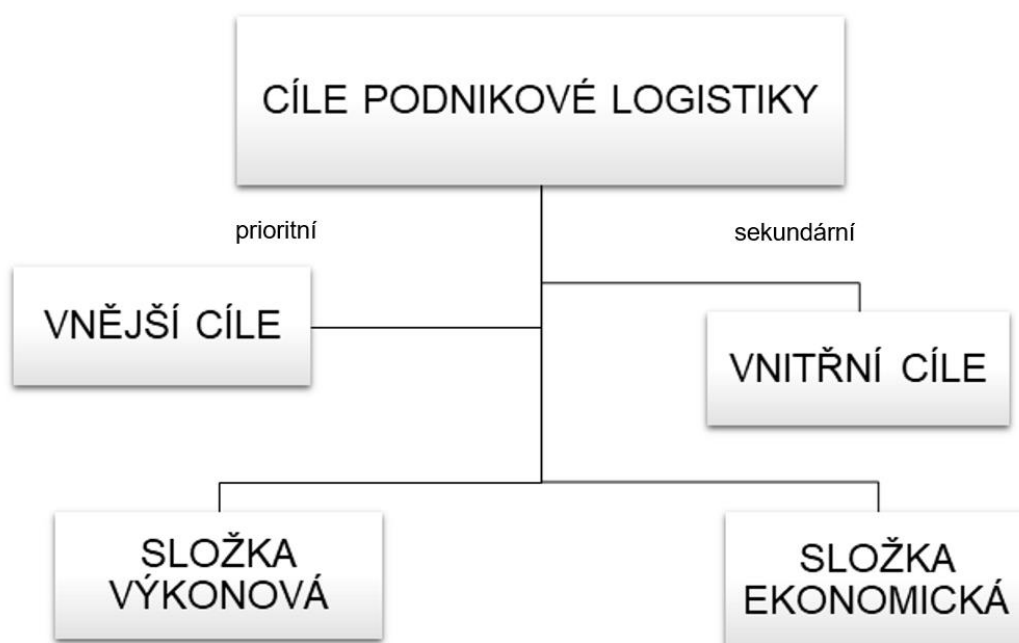 CÍLE PODNIKOVÉ LOGISTIKY
prioritní
sekundární
VNĚJŠÍ CÍLE
VNITŘNÍ CÍLE
SLOŽKA
VÝKONOVÁ
SLOŽKA
EKONOMICKÁ